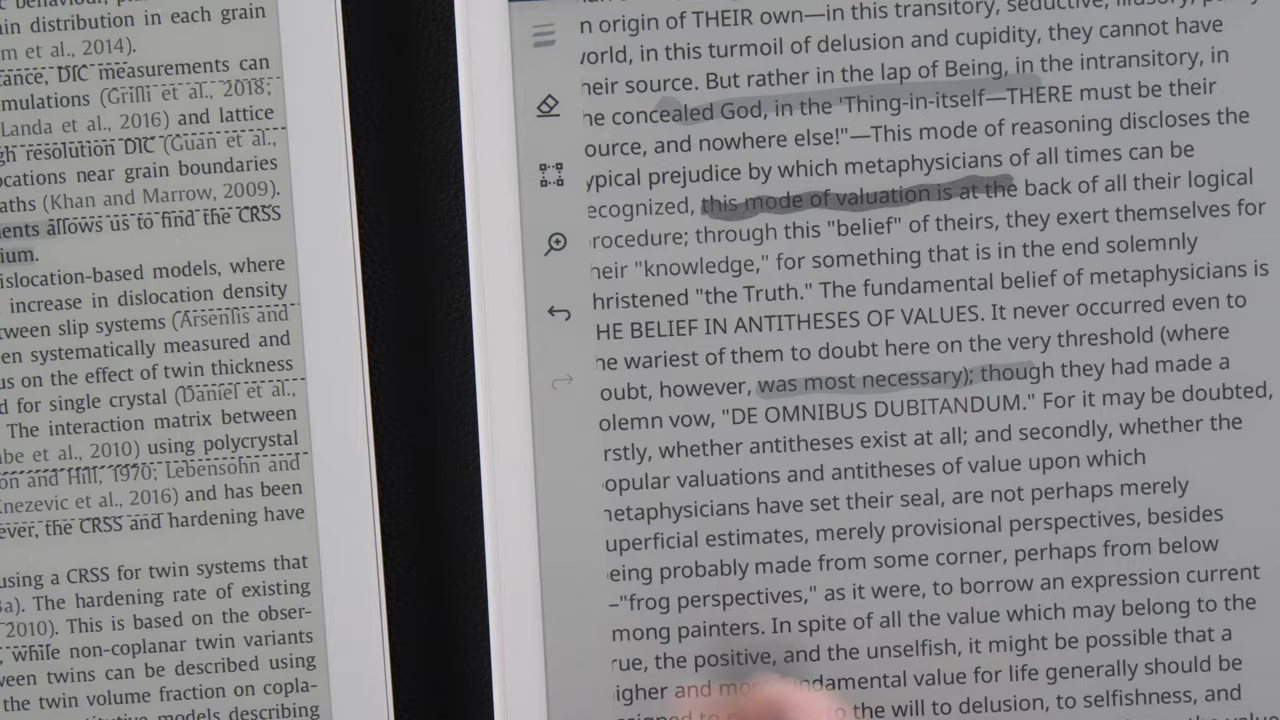 in distribution in each grain
m et al., 2014).
tance, DIC measurements can
mulations (Grilli et al., 2018;
Landa et al., 2016) and lattice
gh resolution DIC (Guan et al.,
ocations near grain boundaries
aths (Khan and Marrow, 2009).
ents allows us to find the CRSS
ium.
islocation-based models, where
increase in dislocation density
tween slip systems (Arsenlis and
en systematically measured and
us on the effect of twin thickness
d for single crystal (Daniel et al.,
The interaction matrix between
be et al., 2010) using polycrystal
on and Hill, 1970; Lebensohn and
Knezevic et al., 2016) and has been
ever, the CRSS and hardening have
using a CRSS for twin systems that
3a). The hardening rate of existing
2010). This is based on the obser-
, while non-coplanar twin variants
ween twins can be described using
the twin volume fraction on copla-
models describing
n origin of THEIR own—in this transitory, seductive, illusory, paltry
world, in this turmoil of delusion and cupidity, they cannot have
heir source. But rather in the lap of Being, in the intransitory, in
he concealed God, in the 'Thing-in-itself—THERE must be their
ource, and nowhere else!"—This mode of reasoning discloses the
ypical prejudice by which metaphysicians of all times can be
ecognized, this mode of valuation is at the back of all their logical
rocedure; through this "belief" of theirs, they exert themselves for
heir "knowledge," for something that is in the end solemnly
hristened "the Truth." The fundamental belief of metaphysicians is
HE BELIEF IN ANTITHESES OF VALUES. It never occurred even to
he wariest of them to doubt here on the very threshold (where
oubt, however, was most necessary); though they had made a
olemn vow, "DE OMNIBUS DUBITANDUM." For it may be doubted,
rstly, whether antitheses exist at all; and secondly, whether the
opular valuations and antitheses of value upon which
netaphysicians have set their seal, are not perhaps merely
uperficial estimates, merely provisional perspectives, besides
eing probably made from some corner, perhaps from below
—"frog perspectives," as it were, to borrow an expression current
mong painters. In spite of all the value which may belong to the
rue, the positive, and the unselfish, it might be possible that a
igher and mo ndamental value for life generally should be
to the will to delusion, to selfishness, and